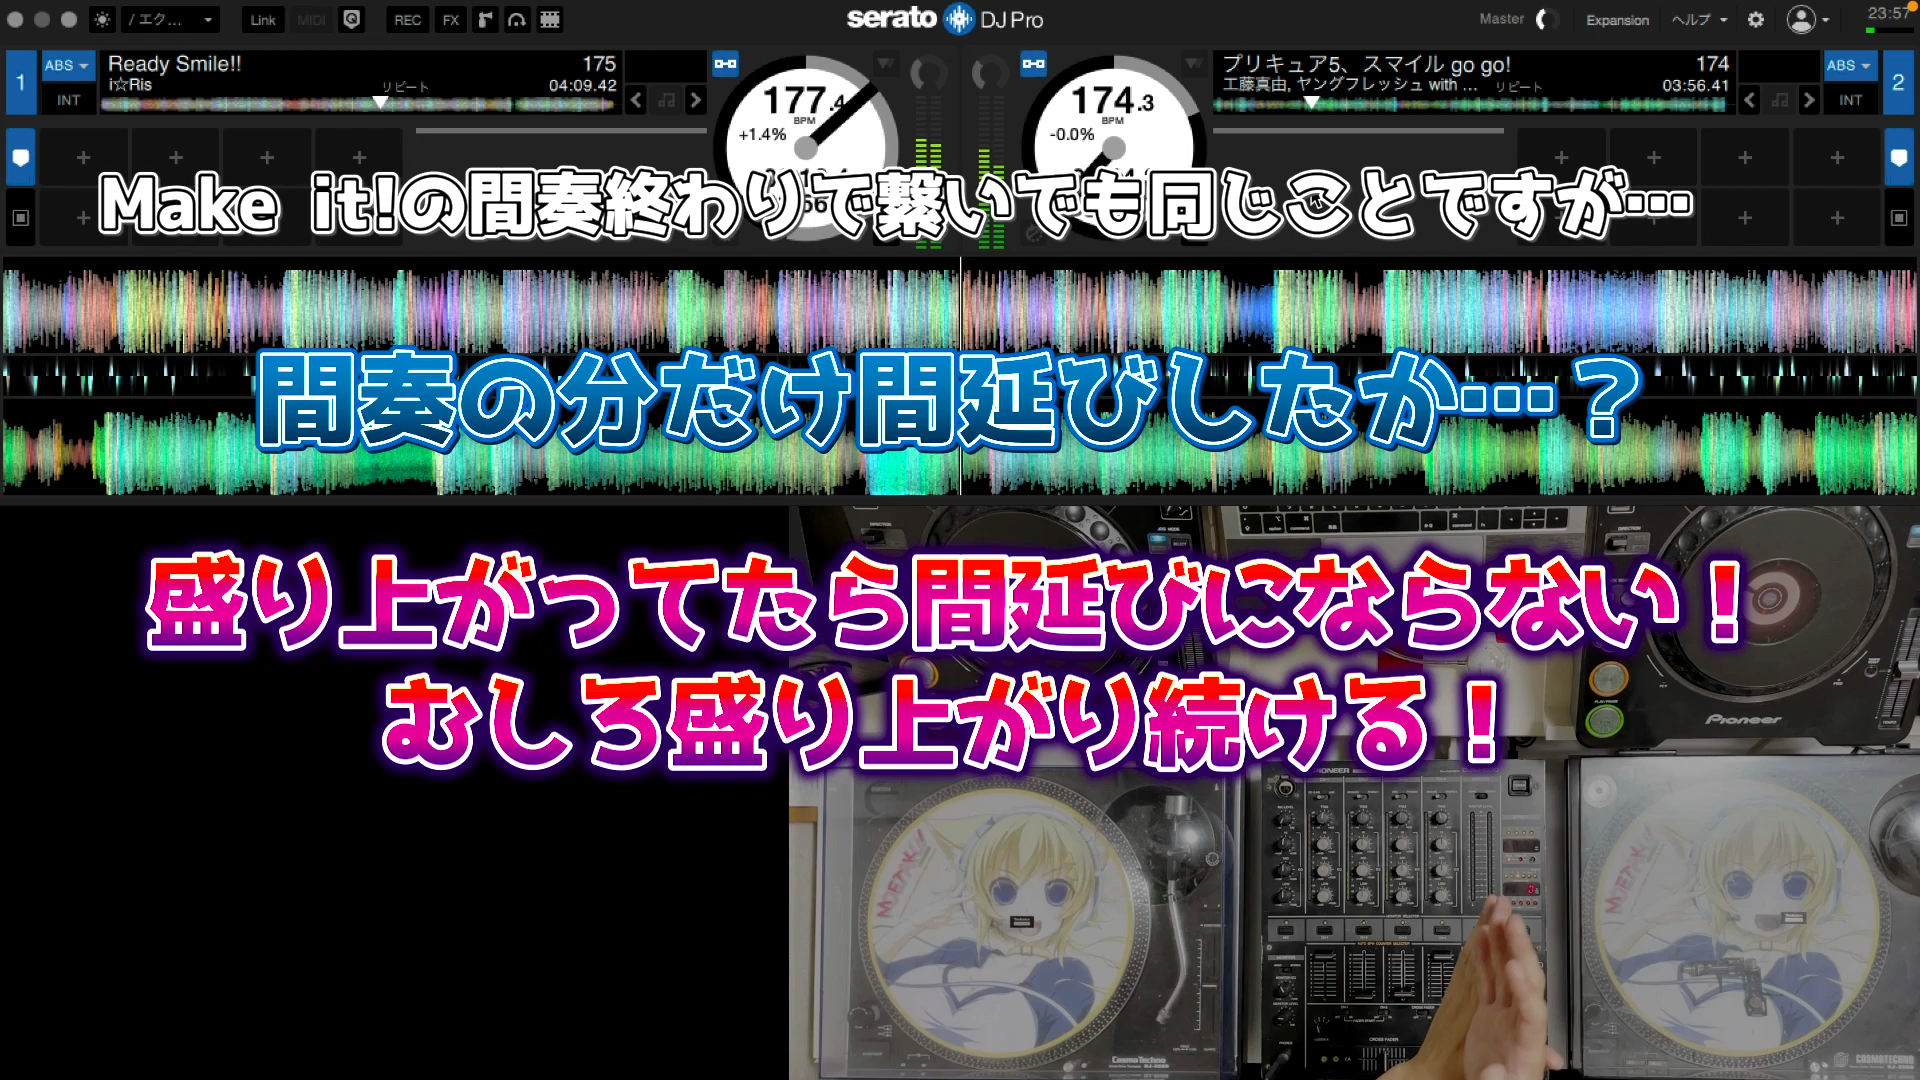 / エク...
Link
MIDI
REC
FX
serato DJ Pro
Master
Expansion
ヘルプ
23:57
1
ABS
INT
Ready Smile!!
175
i☆Ris
リピート
04:09.42
177.4
BPM
+1.4%
174.3
BPM
-0.0%
プリキュア5、スマイル go go!
174
工藤真由, ヤングフレッシュ with ...
リピート
03:56.41
ABS
INT
2
Make it!の間奏終わりで繋いでも同じことですが…
間奏の分だけ間延びしたか…？
盛り上がってたら間延びにならない！
むしろ盛り上がり続ける！
Pioneer
PIONEER
CosmoTechno
COSMOTECHNO